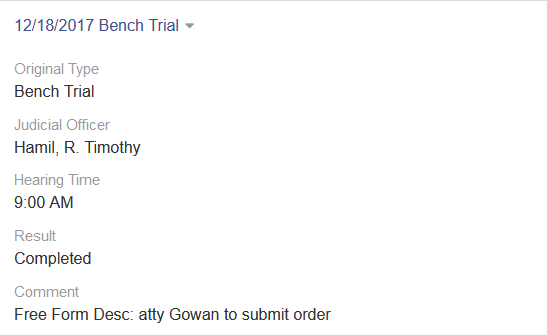 12/18/2017 Bench Trial
Original Type
Bench Trial
Judicial Officer
Hamil, R. Timothy
Hearing Time
9:00 AM
Result
Completed
Comment
Free Form Desc: atty Gowan to submit order